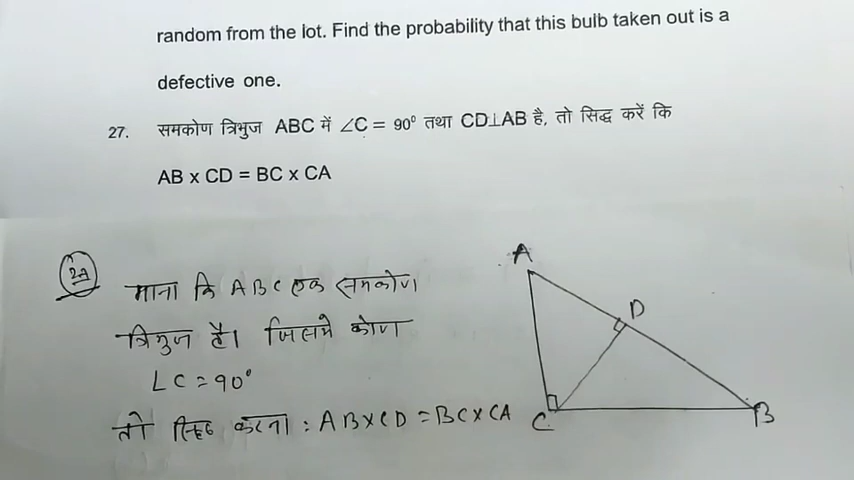 random from the lot. Find the probability that this bulb taken out is a
defective one.
27. समकोण त्रिभुज ABC में ∠C = 90⁰ तथा CD⊥AB है, तो सिद्ध करें कि
AB x CD = BC x CA
27
माना कि ABC एक समकोण
त्रिभुज है। जिसमे कोण
∠C = 90°
तो सिद्ध करना : AB×CD = BC×CA
A
D
C
B